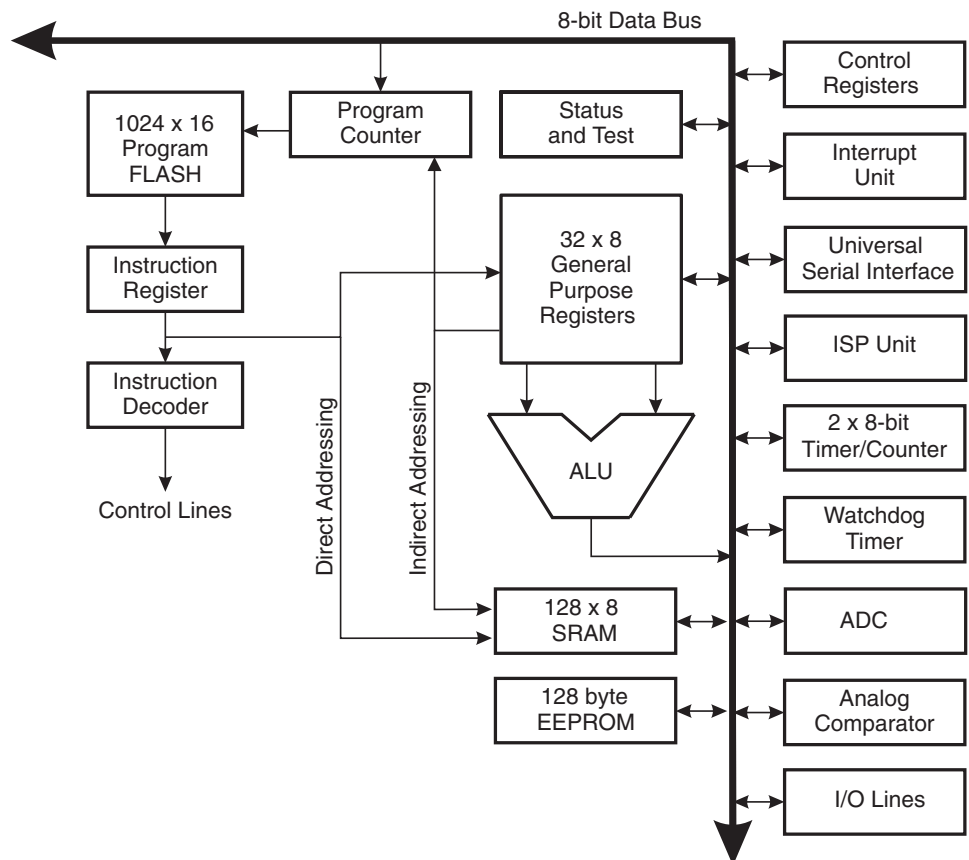 8-bit Data Bus
1024 x 16
Program
FLASH
Program
Counter
Status
and Test
Control
Registers
Interrupt
Unit
32 x 8
General
Purpose
Registers
Instruction
Register
Universal
Serial Interface
ISP Unit
Instruction
Decoder
Direct Addressing
Indirect Addressing
ALU
2 x 8-bit
Timer/Counter
Control Lines
Watchdog
Timer
128 x 8
SRAM
ADC
128 byte
EEPROM
Analog
Comparator
I/O Lines